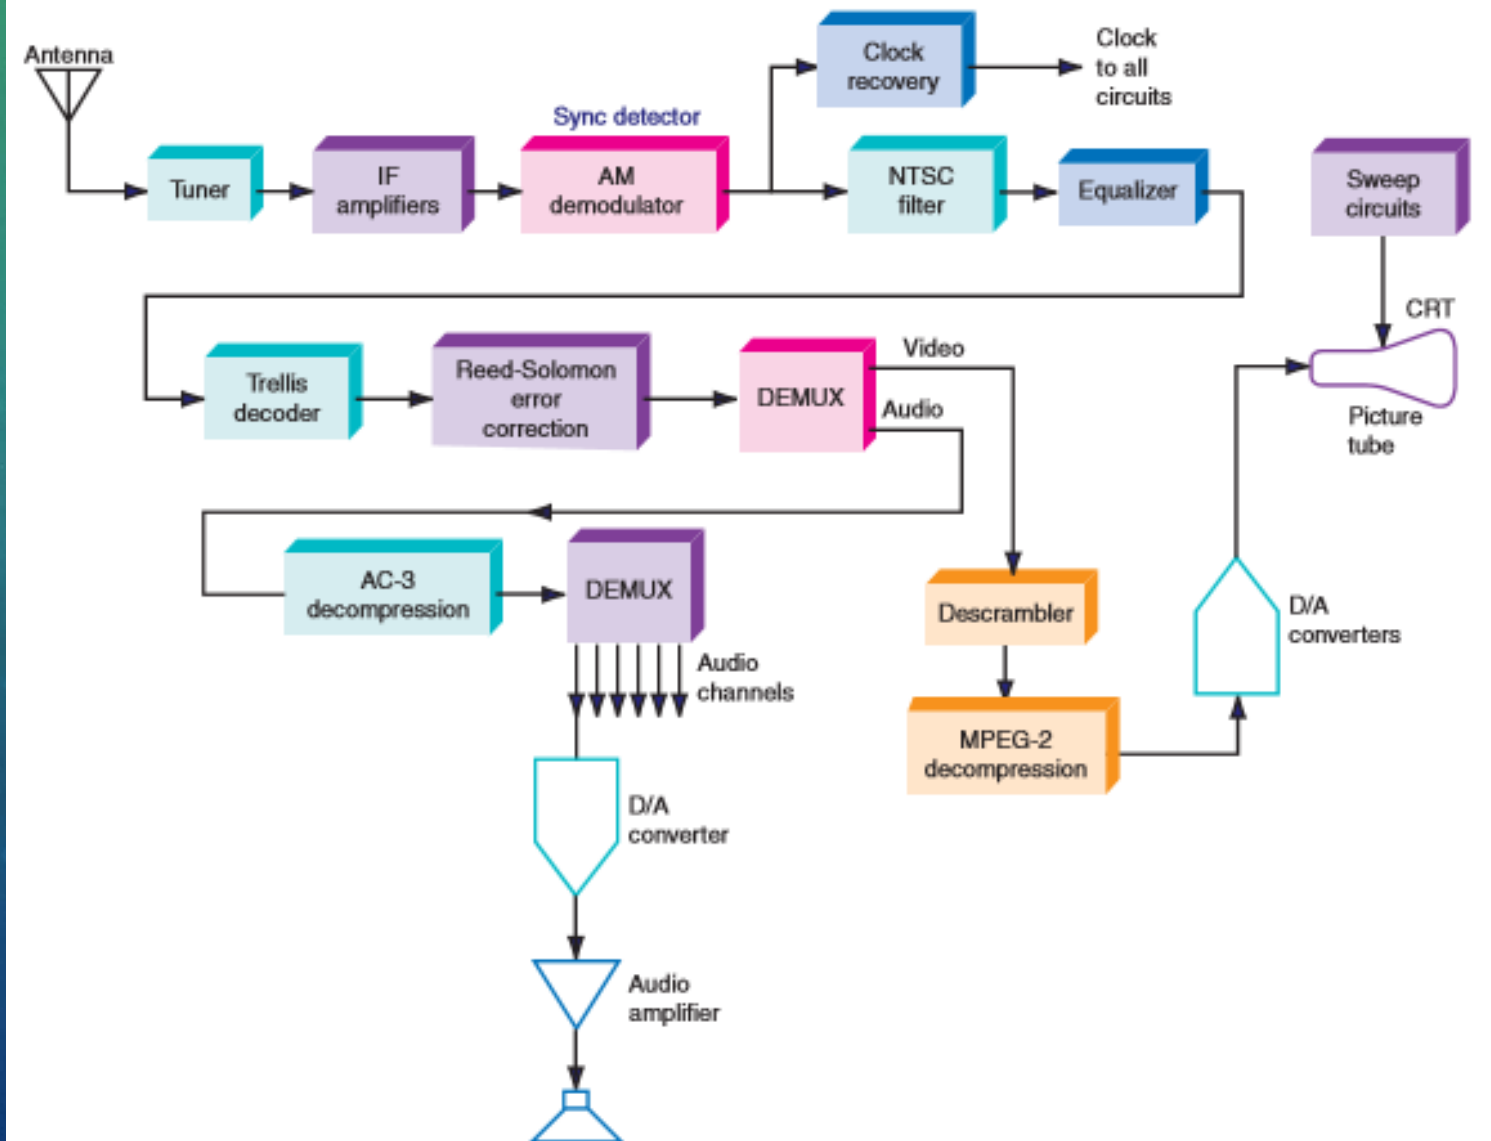 Antenna
Tuner
IF
amplifiers
Sync detector
AM
demodulator
Clock
recovery
Clock
to all
circuits
NTSC
filter
Equalizer
Sweep
circuits
CRT
Picture
tube
Trellis
decoder
Reed-Solomon
error
correction
DEMUX
Video
Audio
AC-3
decompression
DEMUX
Audio
channels
Descrambler
MPEG-2
decompression
D/A
converters
D/A
converter
Audio
amplifier